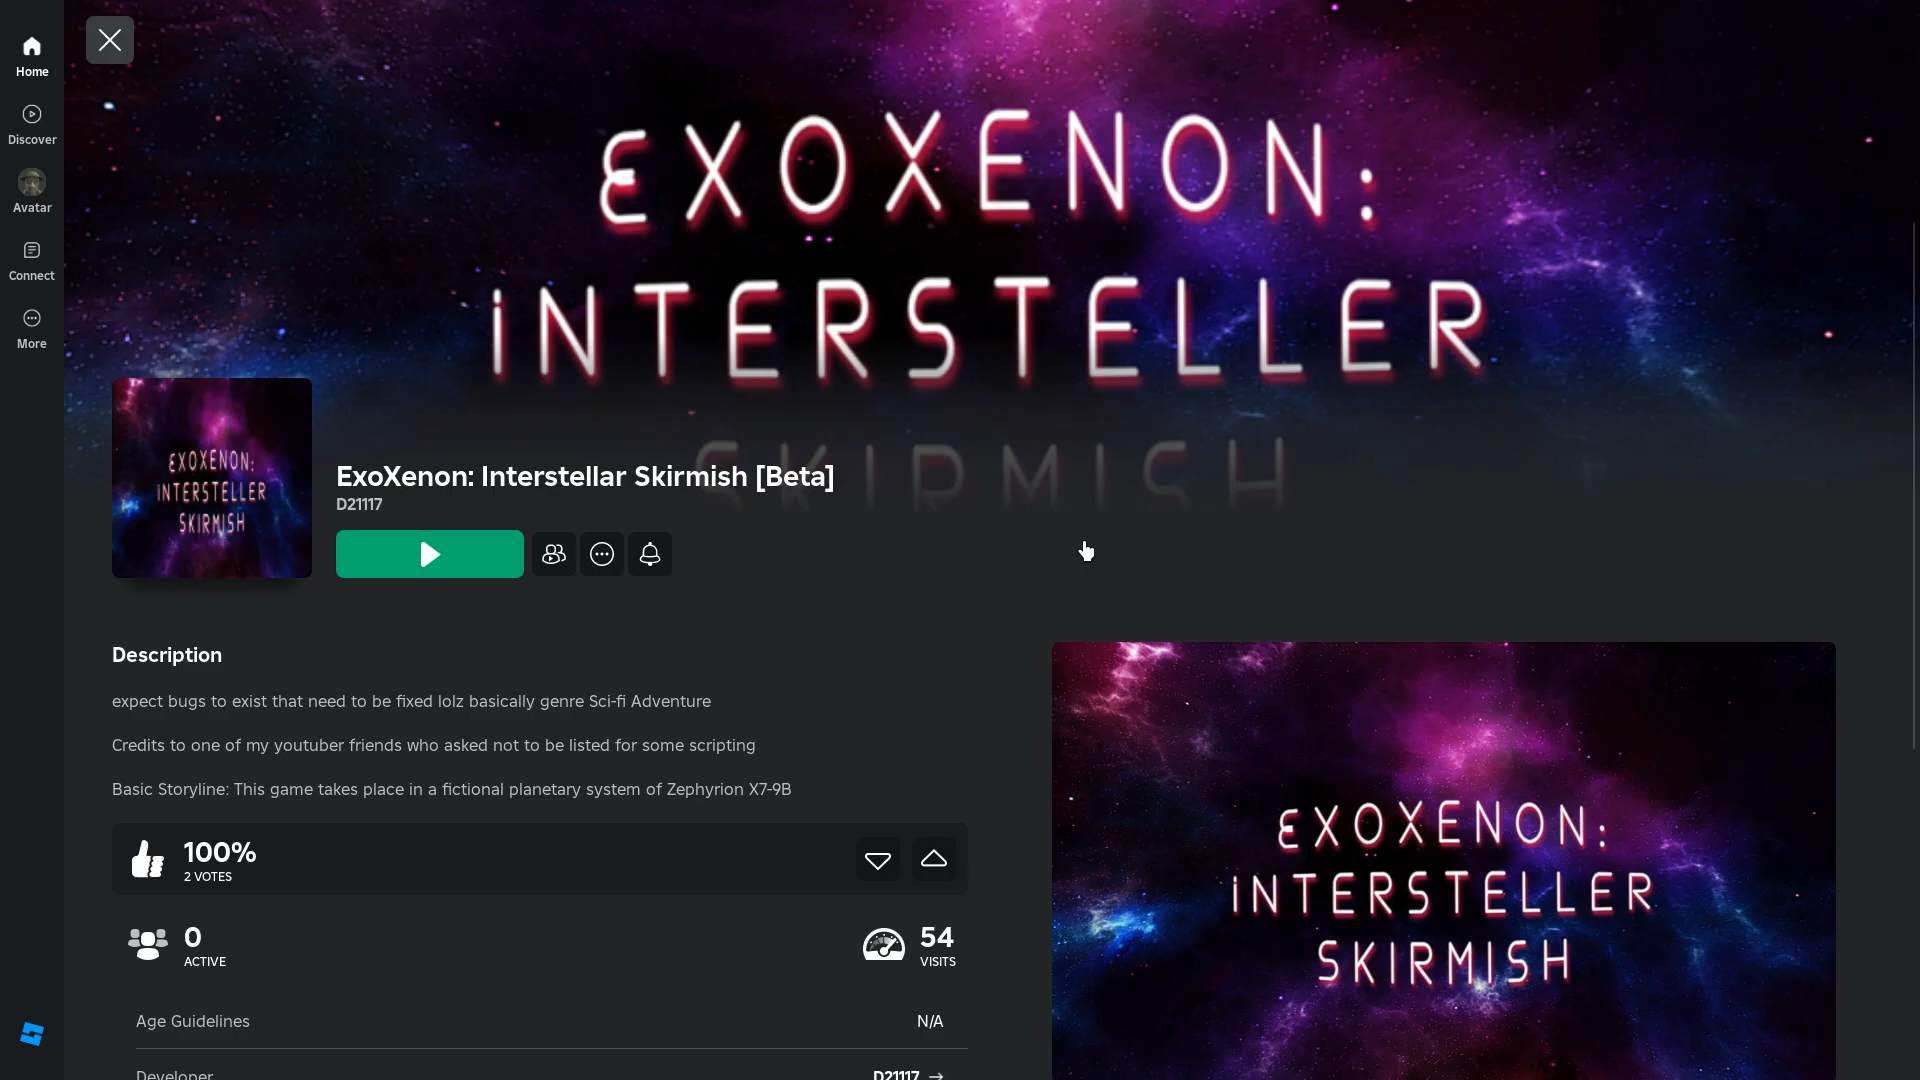 Home
Discover
Avatar
Connect
More
EXOXENON:
iNTERSTELLER
SKIRMISH
EXOXENON:
iNTERSTELLER
SKIRMISH
ExoXenon: Interstellar Skirmish [Beta]
D21117
Description
expect bugs to exist that need to be fixed lolz basically genre Sci-fi Adventure
Credits to one of my youtuber friends who asked not to be listed for some scripting
Basic Storyline: This game takes place in a fictional planetary system of Zephyrion X7-9B
100%
2 VOTES
0
ACTIVE
54
VISITS
Age Guidelines
N/A
Developer
D21117
EXOXENON:
iNTERSTELLER
SKIRMISH